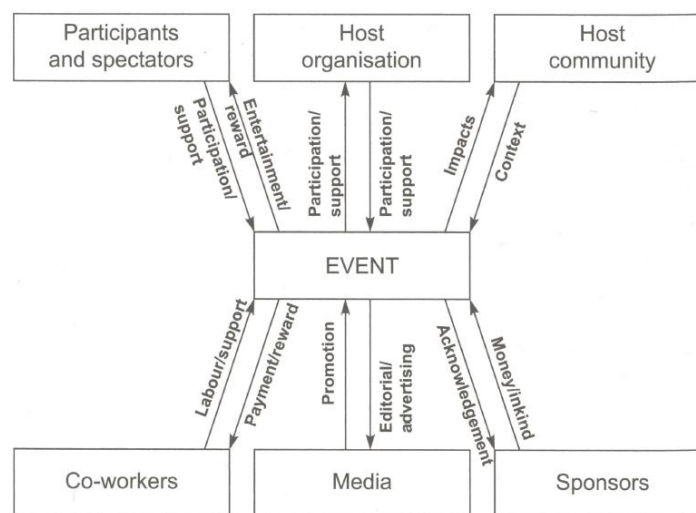 Participants
and spectators
Host
organisation
Host
community
Participation/
support
Entertainment/
reward
Participation/
support
Participation/
support
Impacts
Context
EVENT
Labour/support
Payment/reward
Promotion
Editorial/
advertising
Acknowledgement
Money/inkind
Co-workers
Media
Sponsors